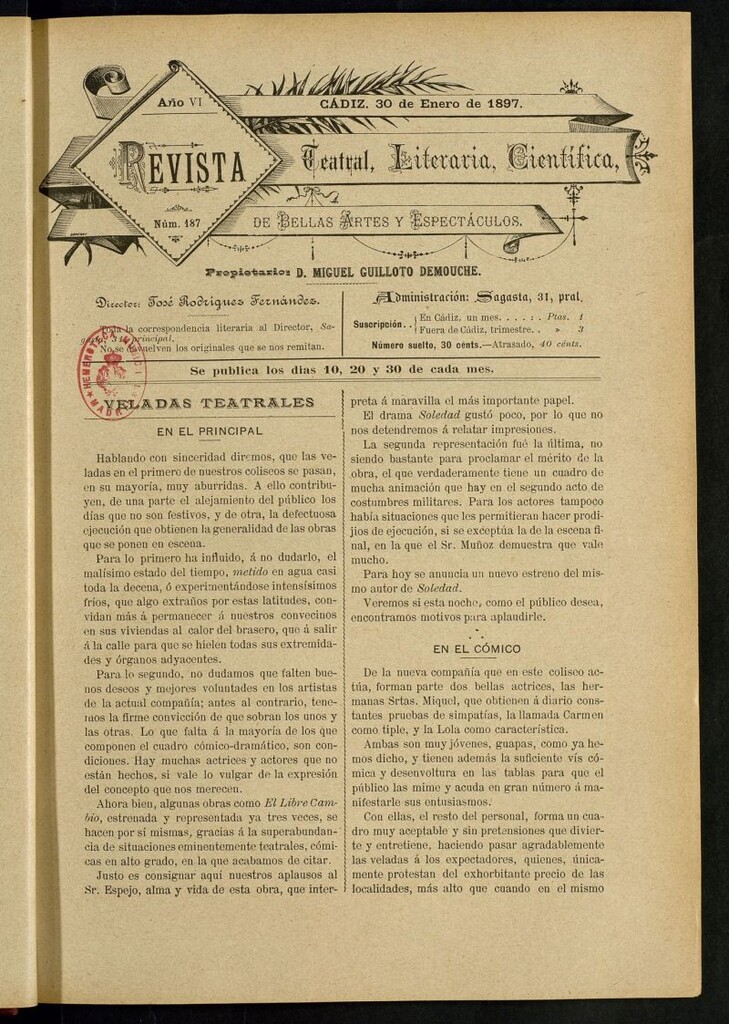 Año VI
CÁDIZ. 30 de Enero de 1897.
REVISTA
Teatral, Literaria, Científica,
Núm. 187
DE BELLAS ARTES Y ESPECTÁCULOS.
Propietario: D. MIGUEL GUILLOTO DEMOUCHE.
Director: José Rodríguez Fernández.
Toda la correspondencia literaria al Director, Sa-
31, principal.
No se devuelven los originales que se nos remitan.
Administración: Sagasta, 31, pral.
Suscripción. . En Cádiz, un mes. . . . . : Ptas. 1
Fuera de Cádiz, trimestre. . » 3
Número suelto, 30 cénts.—Atrasado, 40 cénts.
Se publica los días 10, 20 y 30 de cada mes.
HEMEROTECA MUNICIPAL
MADRID
VELADAS TEATRALES
EN EL PRINCIPAL
Hablando con sinceridad diremos, que las ve-
ladas en el primero de nuestros coliseos se pasan,
en su mayoría, muy aburridas. A ello contribu-
yen, de una parte el alejamiento del público los
días que no son festivos, y de otra, la defectuosa
ejecución que obtienen la generalidad de las obras
que se ponen en escena.
Para lo primero ha influido, á no dudarlo, el
malísimo estado del tiempo, metido en agua casi
toda la decena, ó experimentándose intensísimos
fríos, que algo extraños por estas latitudes, con-
vidan más á permanecer á nuestros convecinos
en sus viviendas al calor del brasero, que á salir
á la calle para que se hielen todas sus extremida-
des y órganos adyacentes.
Para lo segundo, no dudamos que falten bue-
nos deseos y mejores voluntades en los artistas
de la actual compañía; antes al contrario, tene-
mos la firme convicción de que sobran los unos y
las otras. Lo que falta á la mayoría de los que
componen el cuadro cómico-dramático, son con-
diciones. Hay muchas actrices y actores que no
están hechos, si vale lo vulgar de la expresión
del concepto que nos merecen.
Ahora bien, algunas obras como El Libre Cam-
bio, estrenada y representada ya tres veces, se
hacen por sí mismas, gracias á la superabundan-
cia de situaciones eminentemente teatrales, cómi-
cas en alto grado, en la que acabamos de citar.
Justo es consignar aquí nuestros aplausos al
Sr. Espejo, alma y vida de esta obra, que inter-
preta á maravilla el más importante papel.
El drama Soledad gustó poco, por lo que no
nos detendremos á relatar impresiones.
La segunda representación fué la última, no
siendo bastante para proclamar el mérito de la
obra, el que verdaderamente tiene un cuadro de
mucha animación que hay en el segundo acto de
costumbres militares. Para los actores tampoco
había situaciones que les permitieran hacer prodi-
jios de ejecución, si se exceptúa la de la escena fi-
nal, en la que el Sr. Muñoz demuestra que vale
mucho.
Para hoy se anuncia un nuevo estreno del mis-
mo autor de Soledad.
Veremos si esta noche, como el público desea,
encontramos motivos para aplaudirle.
EN EL CÓMICO
De la nueva compañía que en este coliseo ac-
túa, forman parte dos bellas actrices, las her-
manas Srtas. Miquel, que obtienen á diario cons-
tantes pruebas de simpatías, la llamada Carmen
como tiple, y la Lola como característica.
Ambas son muy jóvenes, guapas, como ya he-
mos dicho, y tienen además la suficiente vís có-
mica y desenvoltura en las tablas para que el
público las mime y acuda en gran número á ma-
nifestarle sus entusiasmos.
Con ellas, el resto del personal, forma un cua-
dro muy aceptable y sin pretensiones que divier-
te y entretiene, haciendo pasar agradablemente
las veladas á los expectadores, quienes, única-
mente protestan del exhorbitante precio de las
localidades, más alto que cuando en el mismo